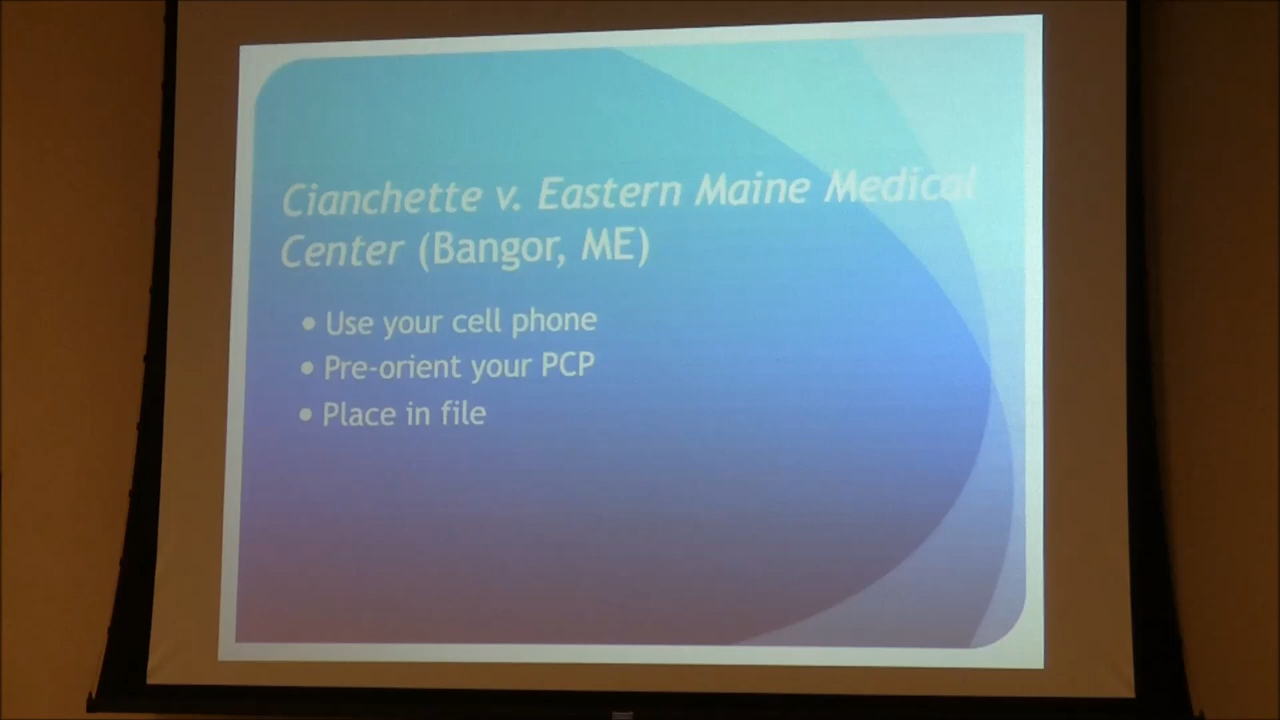 Cianchette v. Eastern Maine Medical
Center (Bangor, ME)
• Use your cell phone
• Pre-orient your PCP
• Place in file